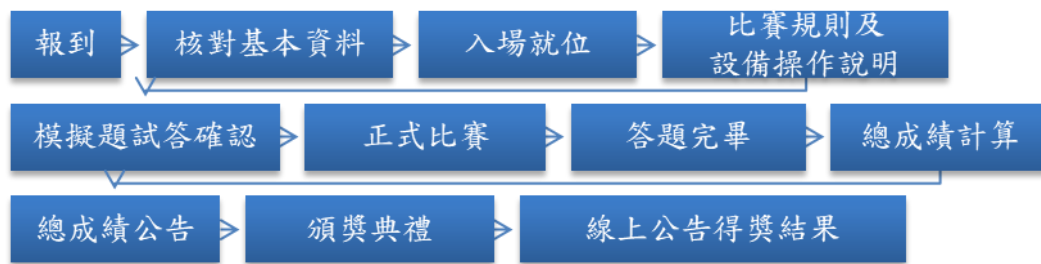 報到
核對基本資料
入場就位
比賽規則及
設備操作說明
模擬題試答確認
正式比賽
答題完畢
總成績計算
總成績公告
頒獎典禮
線上公告得獎結果